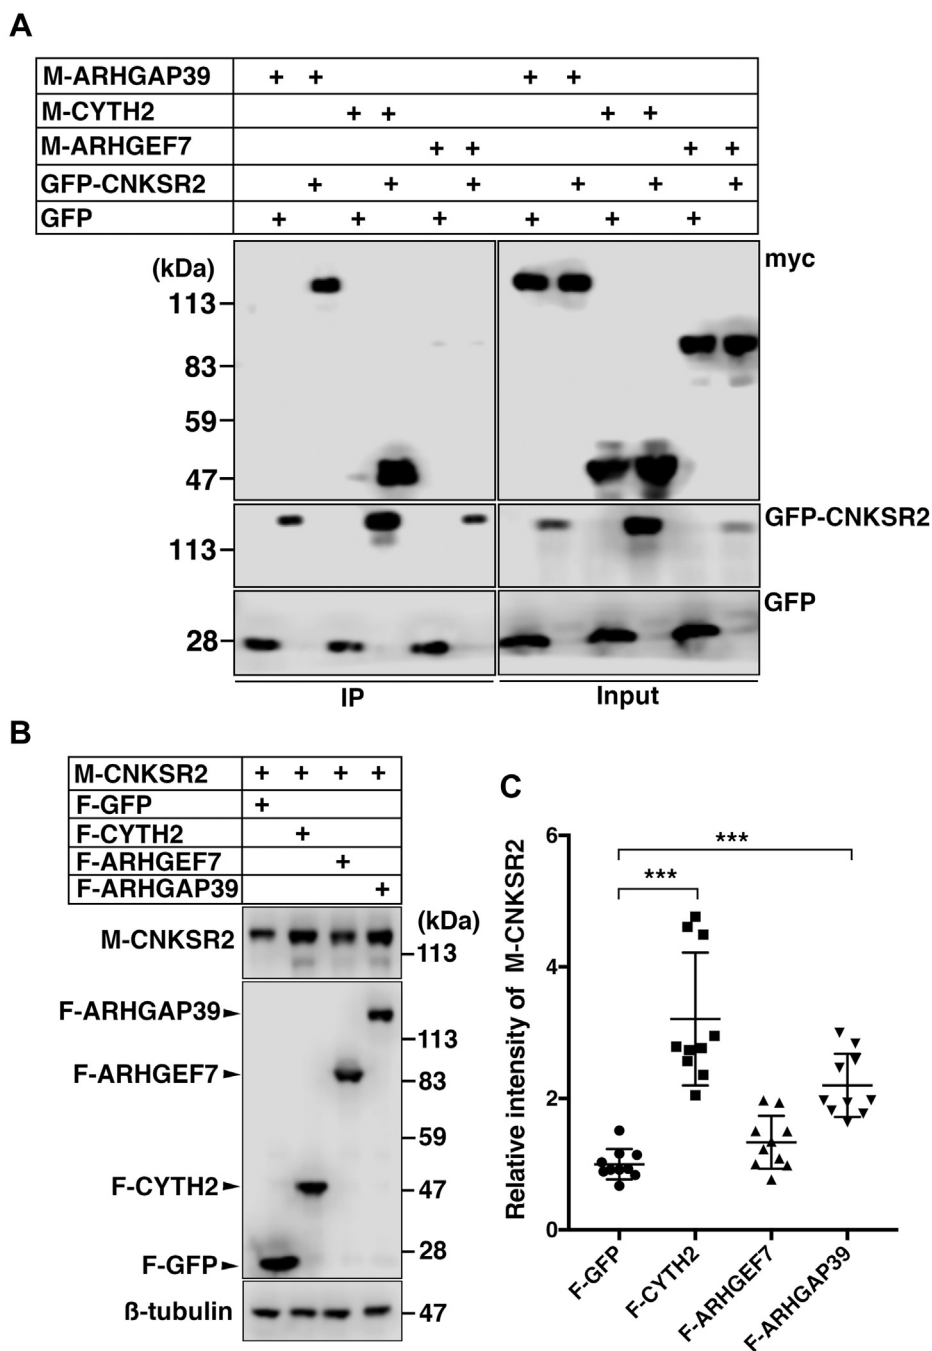 A
M-ARHGAP39 + + + +
M-CYTH2 + + + +
M-ARHGEF7 + + + +
GFP-CNKSR2 + + + + + +
GFP + + + + + +
(kDa)
myc
113
83
59
47
GFP-CNKSR2
113
GFP
28
IP Input
B
M-CNKSR2 + + + +
F-GFP +
F-CYTH2 +
F-ARHGEF7 +
F-ARHGAP39 +
(kDa)
M-CNKSR2
113
F-ARHGAP39
113
F-ARHGEF7
83
59
F-CYTH2
47
28
F-GFP
ß-tubulin
47
C
Relative intensity of M-CNKSR2
6
4
2
0
***
***
F-GFP
F-CYTH2
F-ARHGEF7
F-ARHGAP39